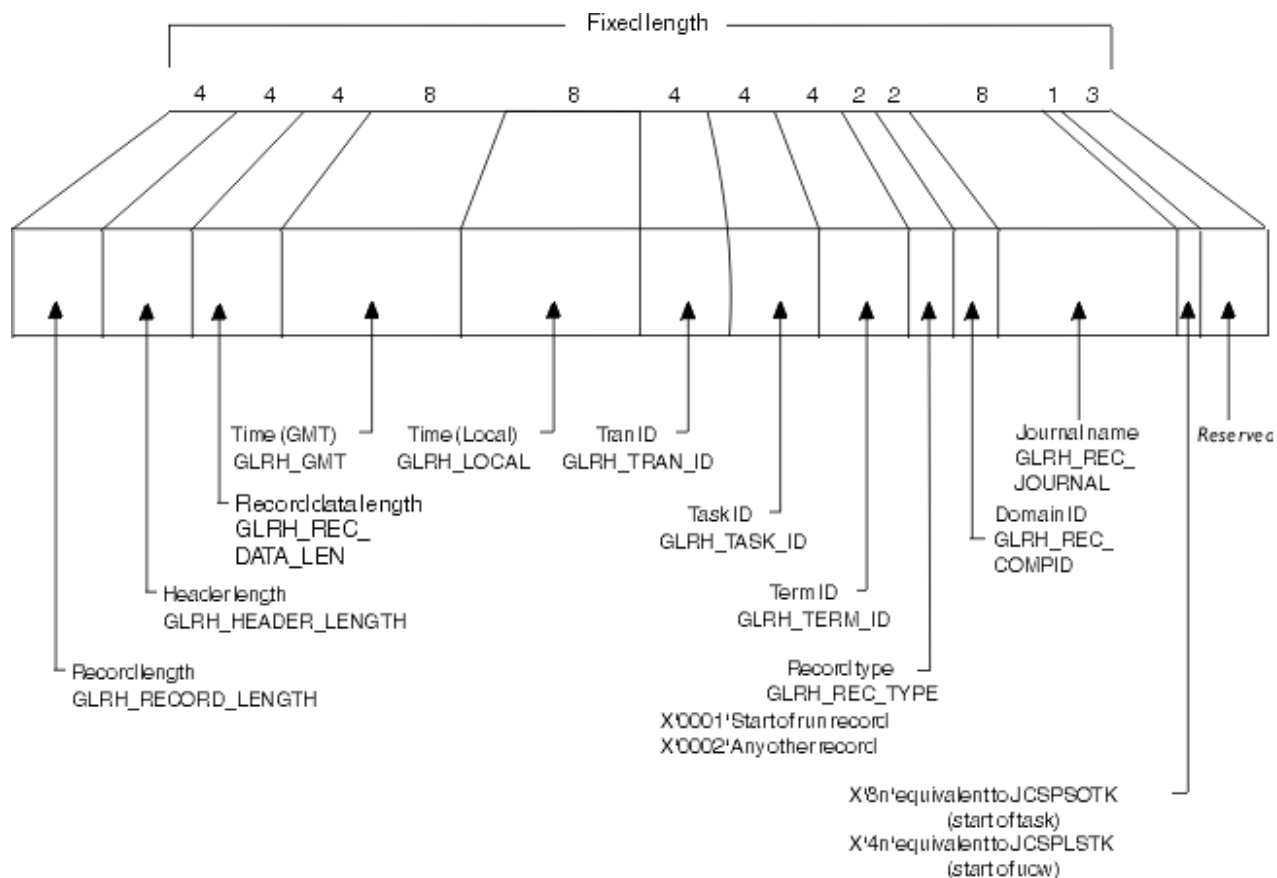 Fixed length
4 4 4 8 8 4 4 4 2 2 8 1 3
Time (GMT)
GLRH_GMT
Time (Local)
GLRH_LOCAL
Tran ID
GLRH_TRAN_ID
Journal name
GLRH_REC_
JOURNAL
Reserved
Record data length
GLRH_REC_
DATA_LEN
Task ID
GLRH_TASK_ID
Domain ID
GLRH_REC_
COMPID
Header length
GLRH_HEADER_LENGTH
Term ID
GLRH_TERM_ID
Record length
GLRH_RECORD_LENGTH
Record type
GLRH_REC_TYPE
X'0001' Start of run record
X'0002' Any other record
X'8n' equivalent to JCSPSOTK
(start of task)
X'4n' equivalent to JCSPLSTK
(start of uow)